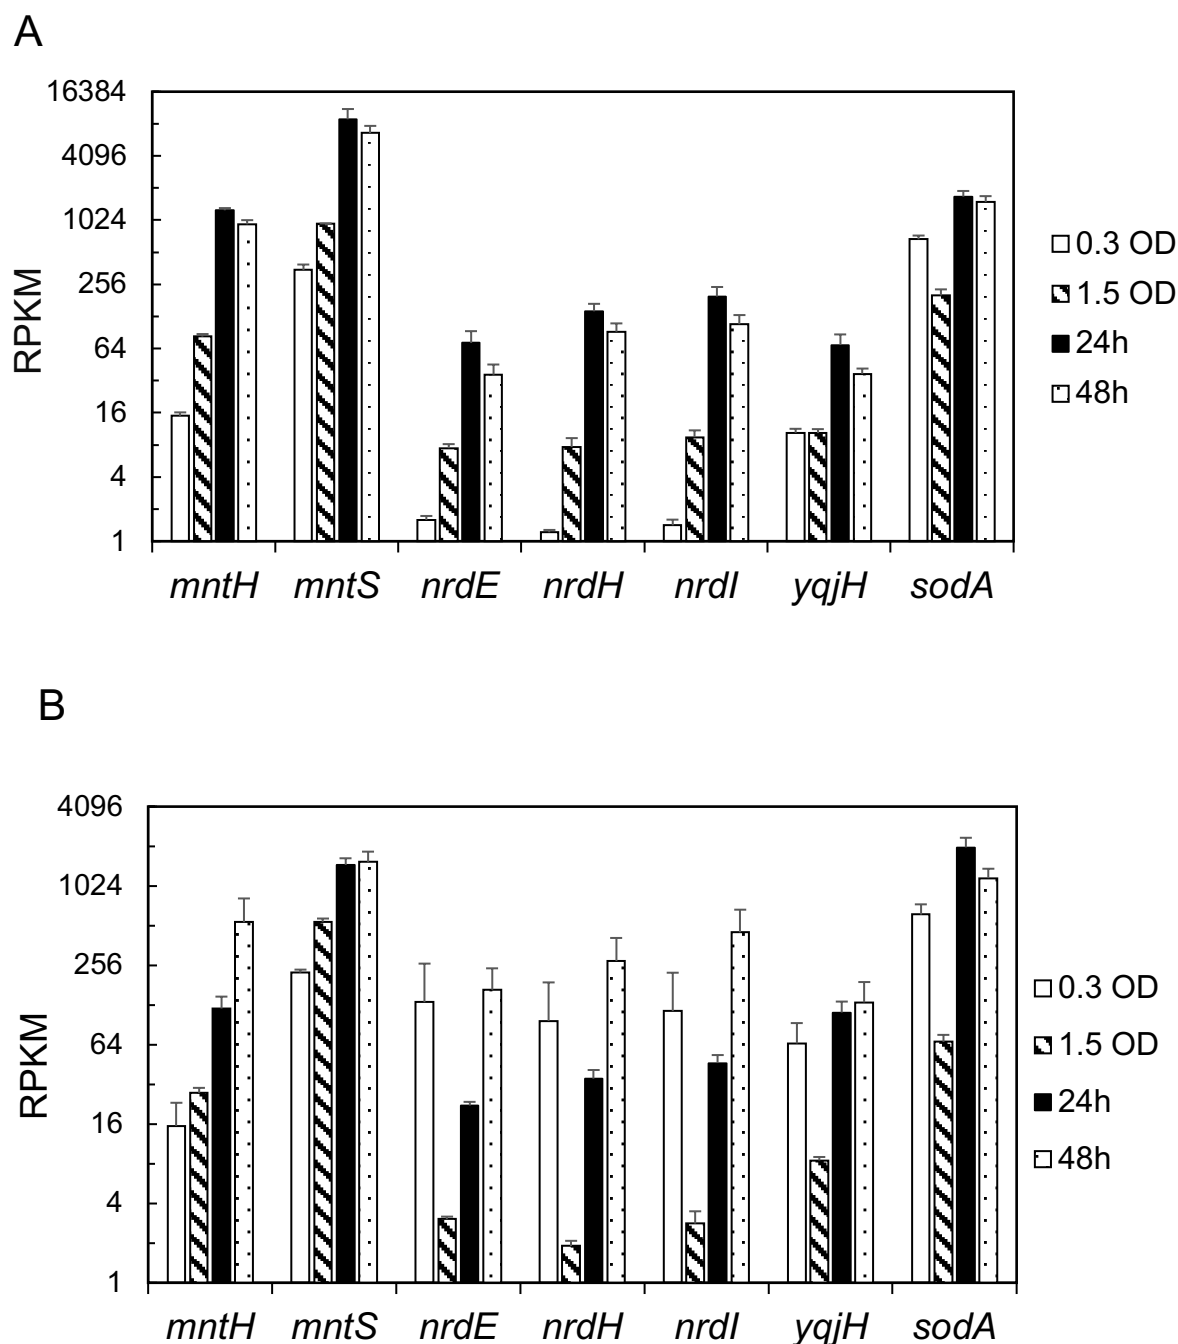 A
16384
4096
1024
256
64
16
4
1
RPKM
mntH mntS nrdE nrdH nrdI yqjH sodA
0.3 OD
1.5 OD
24h
48h
B
4096
1024
256
64
16
4
1
RPKM
mntH mntS nrdE nrdH nrdI yqjH sodA
0.3 OD
1.5 OD
24h
48h